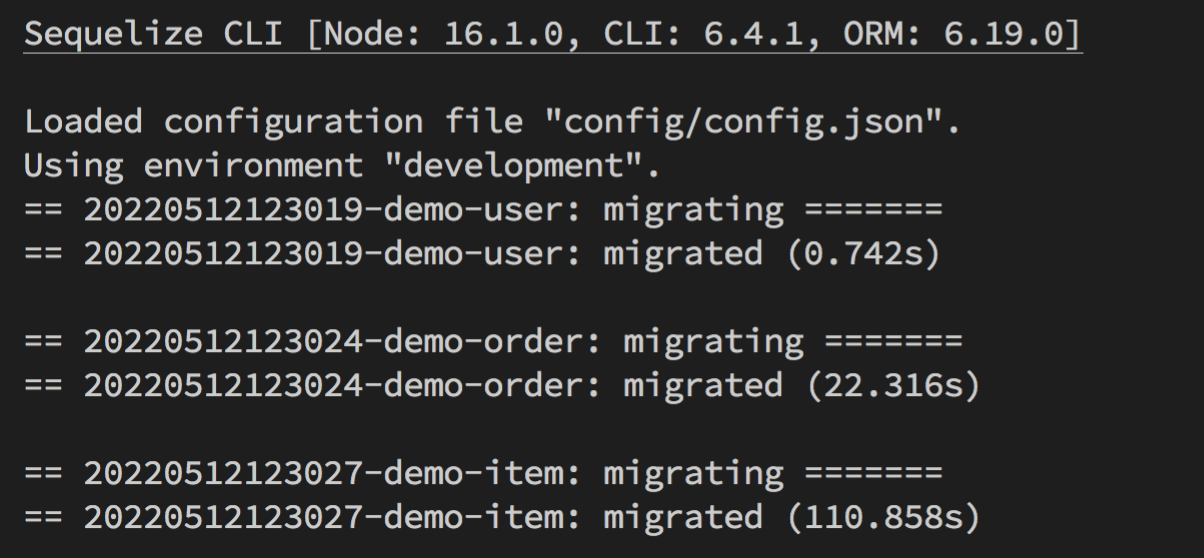 Sequelize CLI [Node: 16.1.0, CLI: 6.4.1, ORM: 6.19.0]
Loaded configuration file "config/config.json".
Using environment "development".
== 20220512123019-demo-user: migrating =======
== 20220512123019-demo-user: migrated (0.742s)
== 20220512123024-demo-order: migrating =======
== 20220512123024-demo-order: migrated (22.316s)
== 20220512123027-demo-item: migrating =======
== 20220512123027-demo-item: migrated (110.858s)